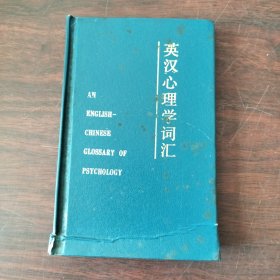 英汉心理学词汇
AN
ENGLISH-
CHINESE
GLOSSARY OF
PSYCHOLOGY